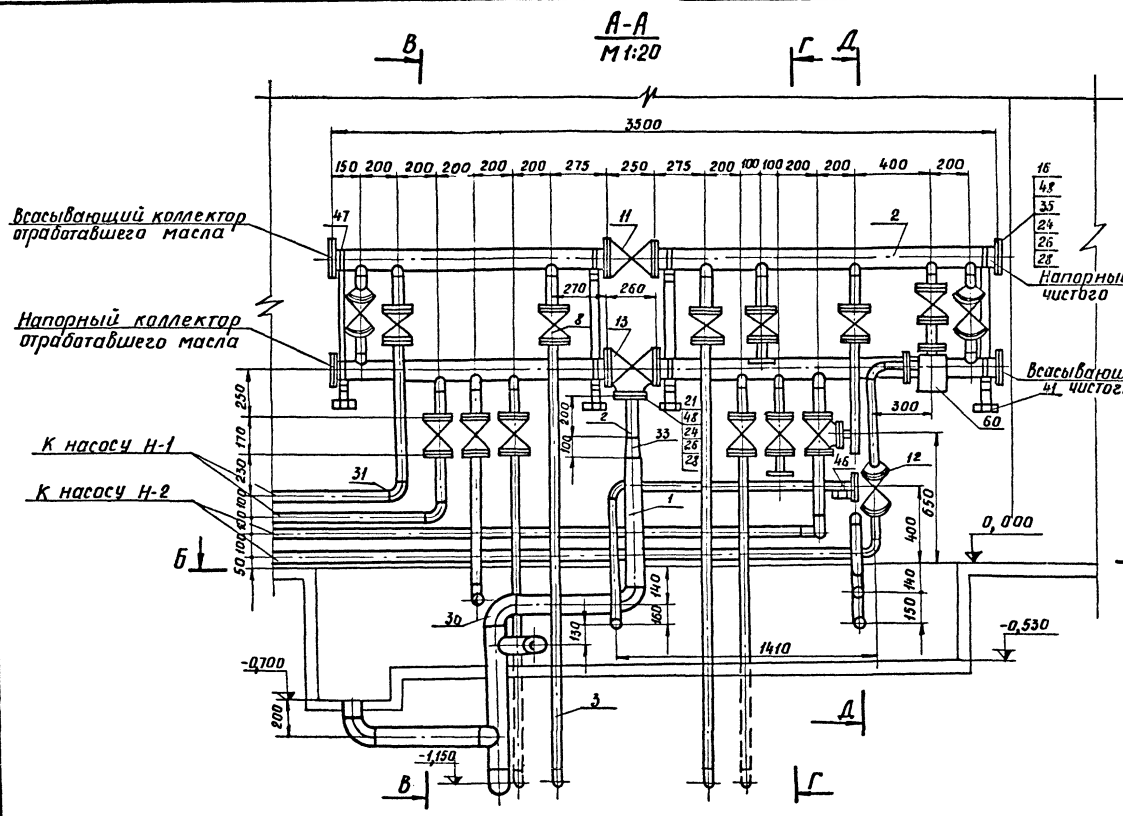 А-А
М 1:20
В
Г
Д
3500
150 200 200 200 200 200 275 250 275 200 100 100 200 200 400 200
16
48
35
24
26
28
Всасывающий коллектор
отработавшего масла
47
11
2
Напорный
чистого
270
260
Напорный коллектор
отработавшего масла
8
13
Всасывающ
чистого
41
60
300
250
170
230
100
100
100
50
200
100
2
33
21
48
24
26
28
К насосу Н-1
31
К насосу Н-2
46
12
1
650
400
0,000
Б
140
160
130
30
140
150
1410
-0,530
-0,700
200
3
-1,150
В
Г
Д